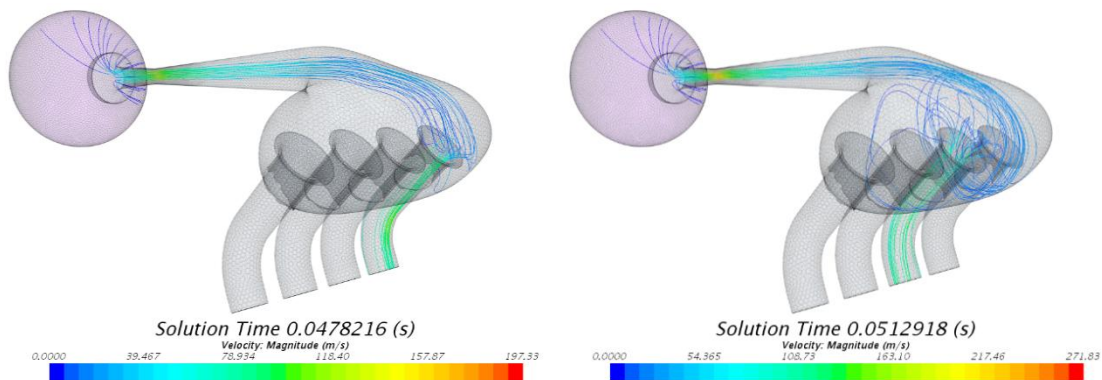 Solution Time 0.0478216 (s)
Velocity: Magnitude (m/s)
0.0000 39.467 78.934 118.40 157.87 197.33
Solution Time 0.0512918 (s)
Velocity: Magnitude (m/s)
0.0000 54.365 108.73 163.10 217.46 271.83